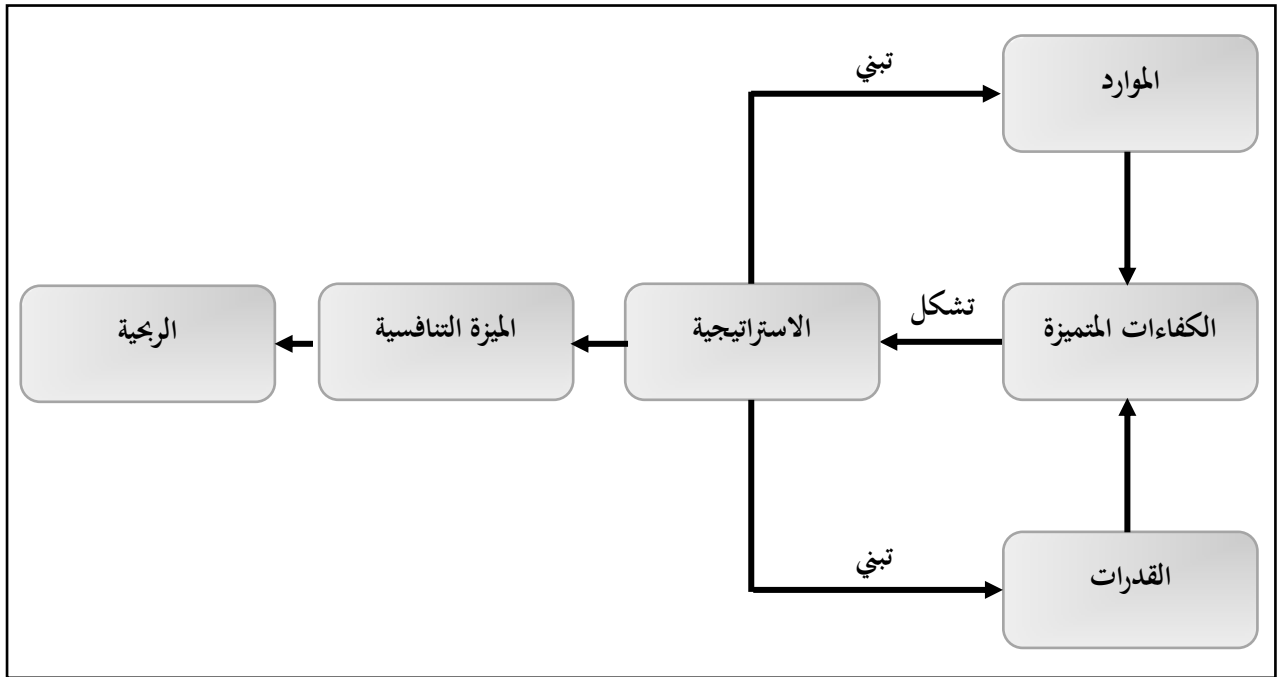 تبني
الموارد
تشكل
الكفاءات المتميزة
الاستراتيجية
الميزة التنافسية
الربحية
تبني
القدرات